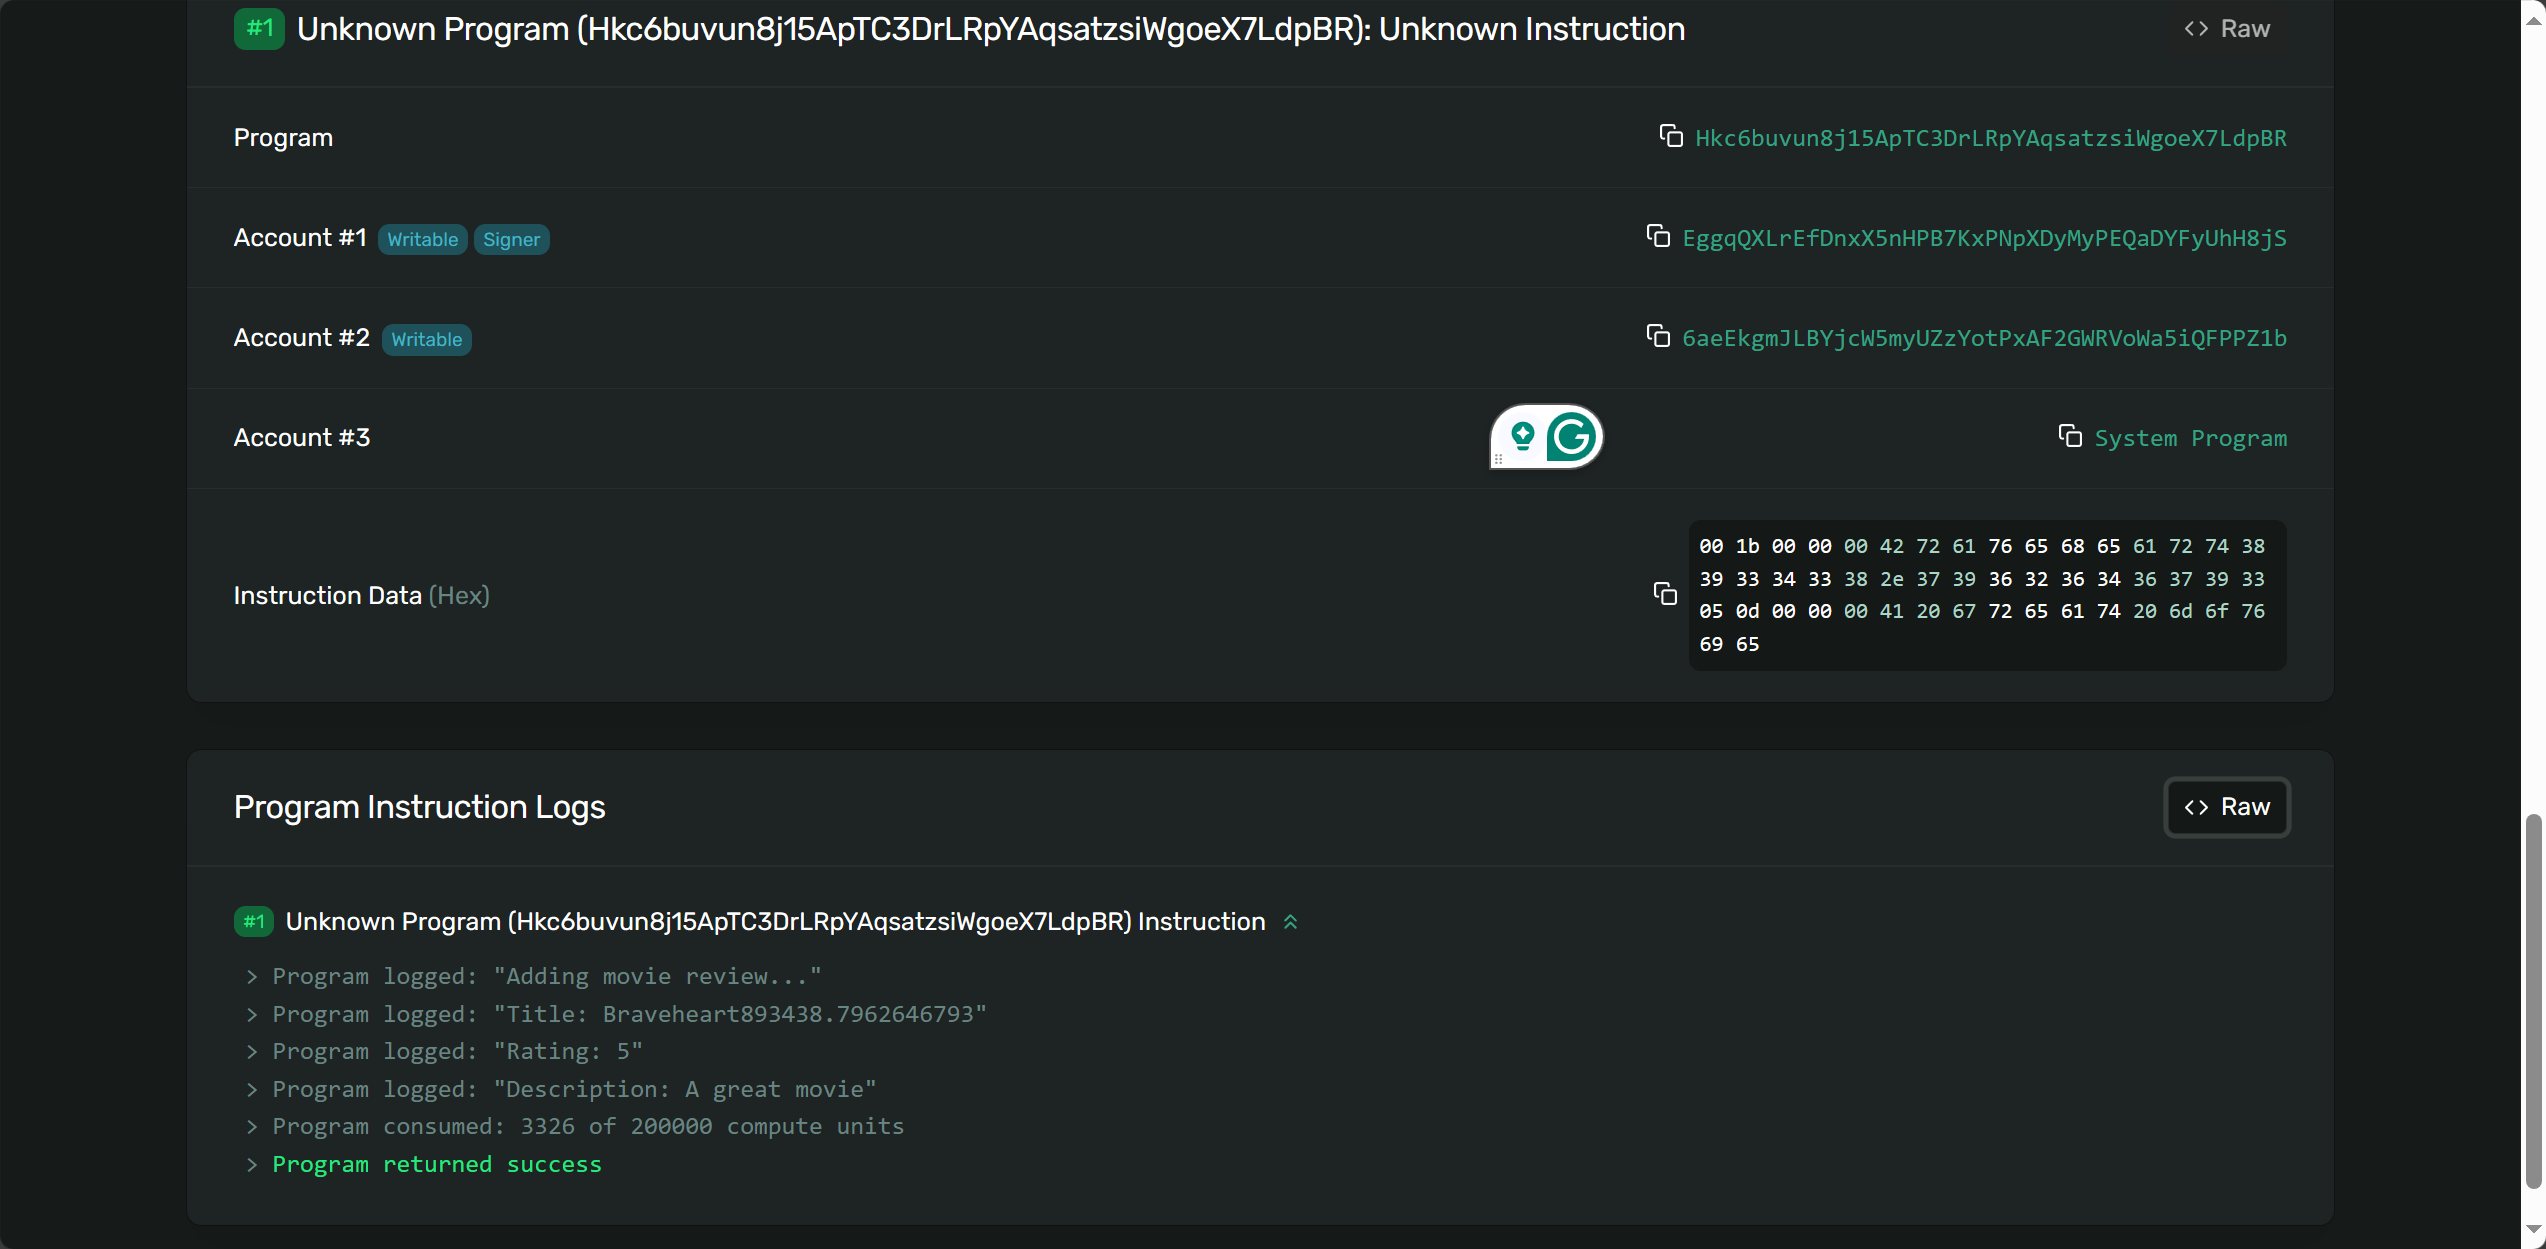 #1 Unknown Program (Hkc6buvun8j15ApTC3DrLRpYAqsatzsiWgoeX7LdpBR): Unknown Instruction <> Raw
Program Hkc6buvun8j15ApTC3DrLRpYAqsatzsiWgoeX7LdpBR
Account #1 Writable Signer EggqQXLrEfDnxX5nHPB7KxPNpXDyMyPEQaDYFyUhH8jS
Account #2 Writable 6aeEkgmJLBYjcW5myUZzYotPxAF2GWRVoWa5iQFPPZ1b
Account #3 System Program
Instruction Data (Hex)
00 1b 00 00 00 42 72 61 76 65 68 65 61 72 74 38
39 33 34 33 38 2e 37 39 36 32 36 34 36 37 39 33
05 0d 00 00 00 41 20 67 72 65 61 74 20 6d 6f 76
69 65
Program Instruction Logs <> Raw
#1 Unknown Program (Hkc6buvun8j15ApTC3DrLRpYAqsatzsiWgoeX7LdpBR) Instruction
> Program logged: "Adding movie review..."
> Program logged: "Title: Braveheart893438.7962646793"
> Program logged: "Rating: 5"
> Program logged: "Description: A great movie"
> Program consumed: 3326 of 200000 compute units
> Program returned success